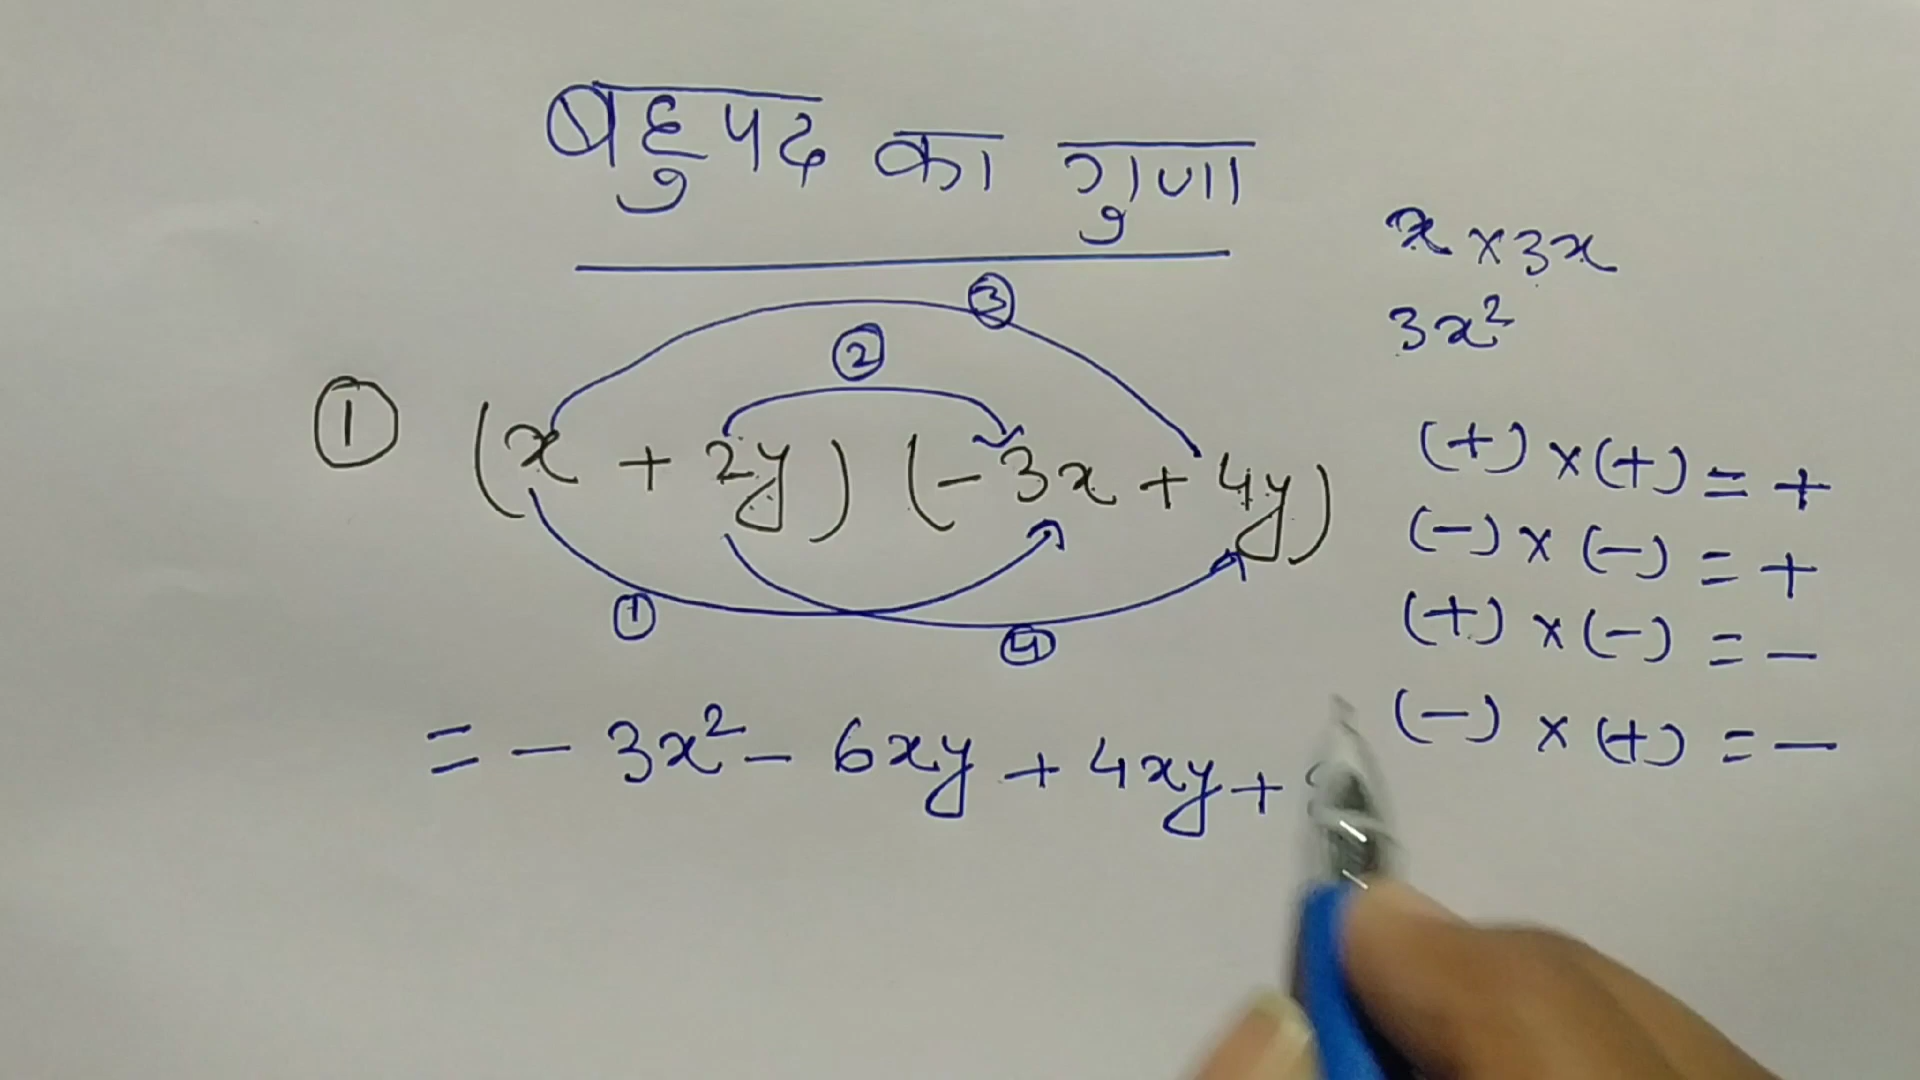 बहुपद का गुणा
x × 3x
3x²
③
②
① (x + 2y) (- 3x + 4y)
① ④
(+) × (+) = +
(-) × (-) = +
(+) × (-) = -
(-) × (+) = -
= - 3x² - 6xy + 4xy +